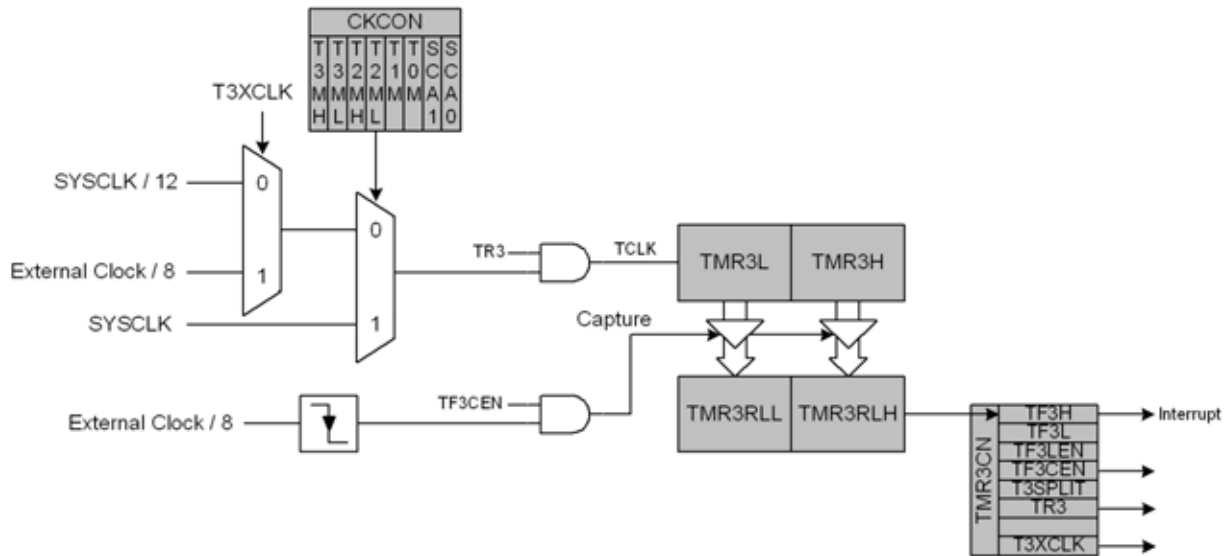 CKCON
T3MH
T3ML
T2MH
T2ML
T1M
T0M
SCA1
SCA0
T3XCLK
SYSCLK / 12
0
External Clock / 8
1
0
SYSCLK
1
TR3
TCLK
TMR3L
TMR3H
Capture
External Clock / 8
TF3CEN
TMR3RLL
TMR3RLH
TMR3CN
TF3H
Interrupt
TF3L
TF3LEN
TF3CEN
T3SPLIT
TR3
T3XCLK